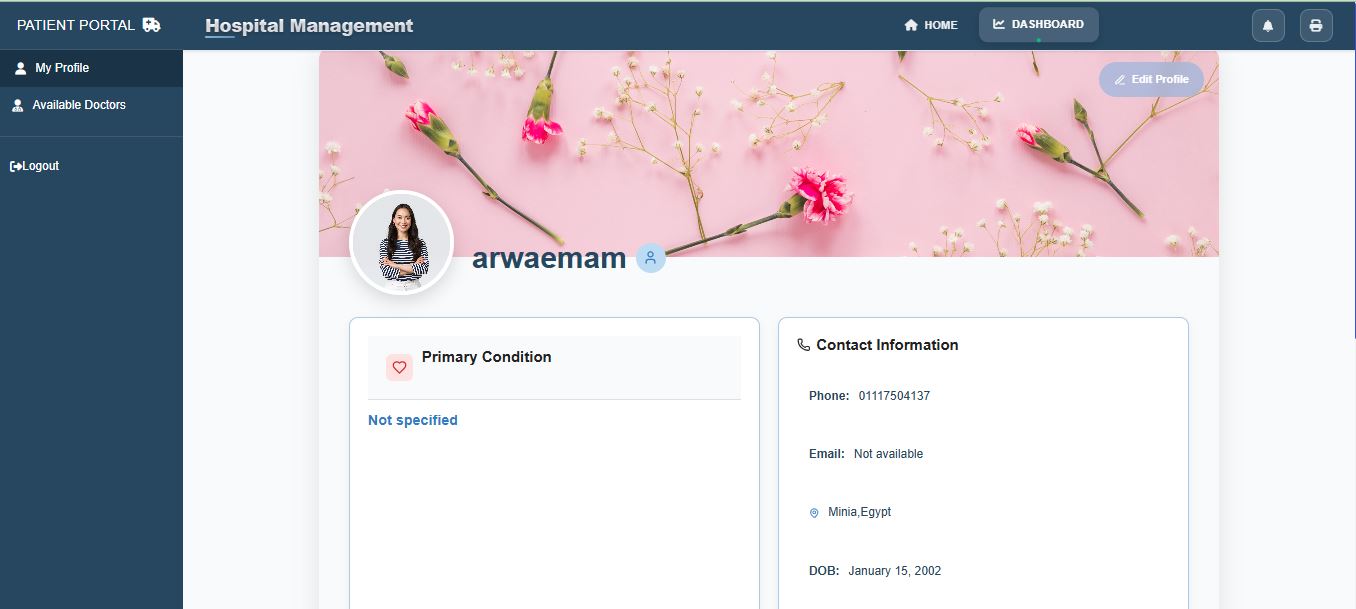 PATIENT PORTAL
Hospital Management
HOME
DASHBOARD
My Profile
Available Doctors
Logout
Edit Profile
arwaemam
Primary Condition
Not specified
Contact Information
Phone: 01117504137
Email: Not available
Minia,Egypt
DOB: January 15, 2002